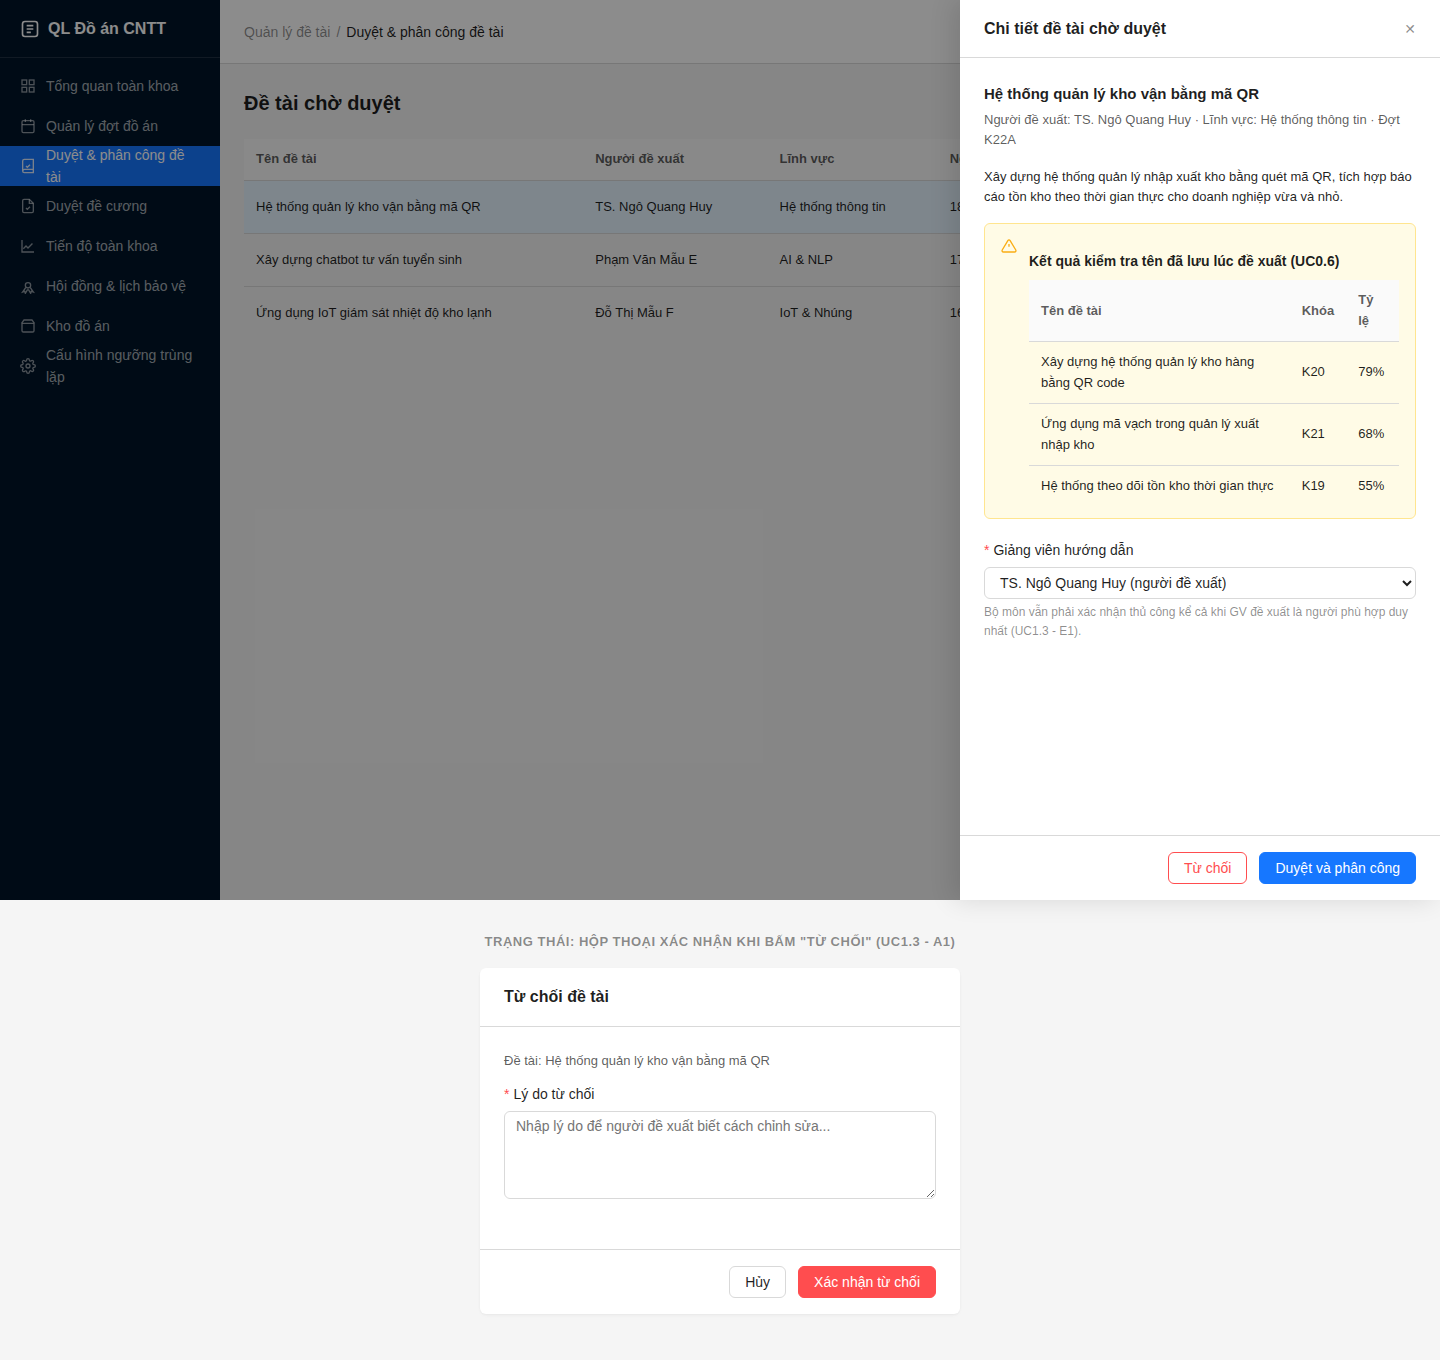 QL Đồ án CNTT
Tổng quan toàn khoa
Quản lý đợt đồ án
Duyệt & phân công đề
tài
Duyệt đề cương
Tiến độ toàn khoa
Hội đồng & lịch bảo vệ
Kho đồ án
Cấu hình ngưỡng trùng
lặp
Quản lý đề tài / Duyệt & phân công đề tài
Đề tài chờ duyệt
Tên đề tài Người đề xuất Lĩnh vực
Hệ thống quản lý kho vận bằng mã QR TS. Ngô Quang Huy Hệ thống thông tin
Xây dựng chatbot tư vấn tuyển sinh Phạm Văn Mẫu E AI & NLP
Ứng dụng IoT giám sát nhiệt độ kho lạnh Đỗ Thị Mẫu F IoT & Nhúng
Chi tiết đề tài chờ duyệt
Hệ thống quản lý kho vận bằng mã QR
Người đề xuất: TS. Ngô Quang Huy · Lĩnh vực: Hệ thống thông tin · Đợt
K22A
Xây dựng hệ thống quản lý nhập xuất kho bằng quét mã QR, tích hợp báo
cáo tồn kho theo thời gian thực cho doanh nghiệp vừa và nhỏ.
Kết quả kiểm tra tên đã lưu lúc đề xuất (UC0.6)
Tên đề tài Khóa Tỷ
lệ
Xây dựng hệ thống quản lý kho hàng
bằng QR code K20 79%
Ứng dụng mã vạch trong quản lý xuất
nhập kho K21 68%
Hệ thống theo dõi tồn kho thời gian thực K19 55%
* Giảng viên hướng dẫn
TS. Ngô Quang Huy (người đề xuất)
Bộ môn vẫn phải xác nhận thủ công kể cả khi GV đề xuất là người phù hợp duy
nhất (UC1.3 - E1).
Từ chối Duyệt và phân công
TRẠNG THÁI: HỘP THOẠI XÁC NHẬN KHI BẤM "TỪ CHỐI" (UC1.3 - A1)
Từ chối đề tài
Đề tài: Hệ thống quản lý kho vận bằng mã QR
* Lý do từ chối
Nhập lý do để người đề xuất biết cách chỉnh sửa...
Hủy Xác nhận từ chối